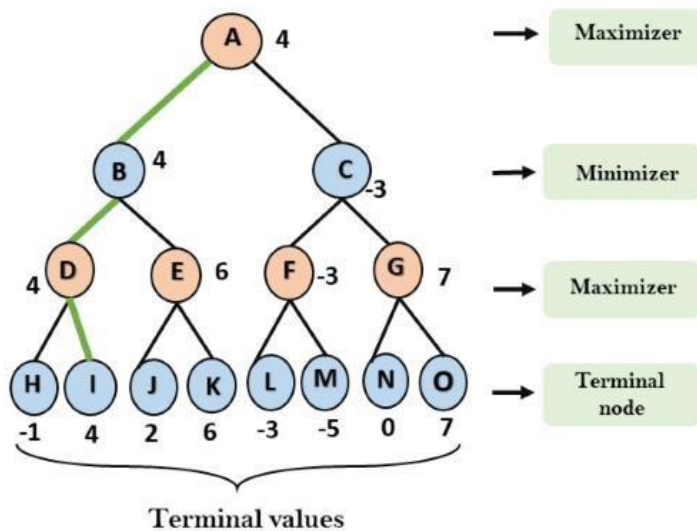 A 4 Maximizer
B 4 C -3 Minimizer
D 4 E 6 F -3 G 7 Maximizer
H I J K L M N O Terminal node
-1 4 2 6 -3 -5 0 7
Terminal values